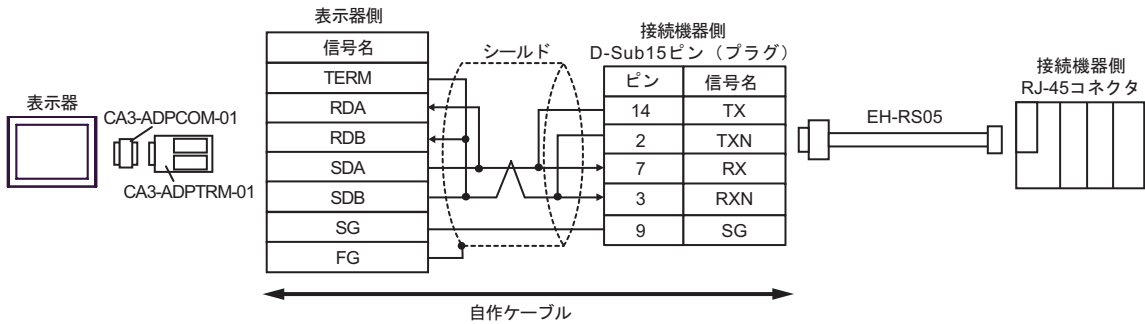 表示器
CA3-ADPCOM-01
CA3-ADPTRM-01
表示器側
信号名
TERM
RDA
RDB
SDA
SDB
SG
FG
シールド
接続機器側
D-Sub15ピン（プラグ）
ピン 信号名
14 TX
2 TXN
7 RX
3 RXN
9 SG
自作ケーブル
EH-RS05
接続機器側
RJ-45コネクタ